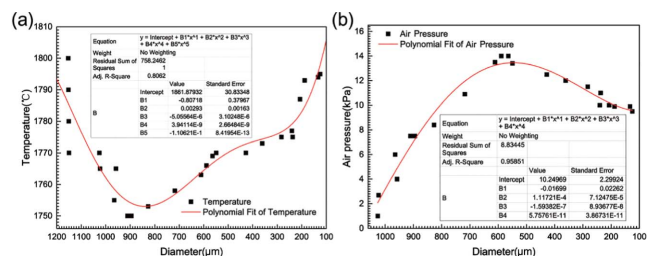 (a)
Equation y = Intercept + B1*x^1 + B2*x^2 + B3*x^3 + B4*x^4 + B5*x^5
Weight No Weighting
Residual Sum of Squares 758.2462 1
Adj. R-Square 0.8062
Value Standard Error
Intercept 1881.87932 30.83348
B1 -0.80718 0.37967
B2 0.00293 0.00163
B B3 -5.05964E-6 3.10248E-6
B4 3.94114E-9 2.66484E-9
B5 -1.10621E-9 8.41954E-13
1800
1790
1780
1770
1760
1750
Temperature(℃)
Temperature
Polynomial Fit of Temperature
1200 1100 1000 900 800 700 600 500 400 300 200 100
Diameter(μm)
(b)
Air Pressure
Polynomial Fit of Air Pressure
16
14
12
10
8
6
4
2
0
Air pressure(kPa)
Equation y = Intercept + B1*x^1 + B2*x^2 + B3*x^3 + B4*x^4
Weight No Weighting
Residual Sum of Squares 8.83445
Adj. R-Square 0.95851
Value Standard Error
Intercept 10.24969 2.29924
B1 -0.01699 0.02262
B B2 1.11721E-4 7.12475E-5
B3 -1.59382E-7 8.93677E-8
B4 5.75761E-11 3.86731E-11
1000 900 800 700 600 500 400 300 200 100
Diameter(μm)